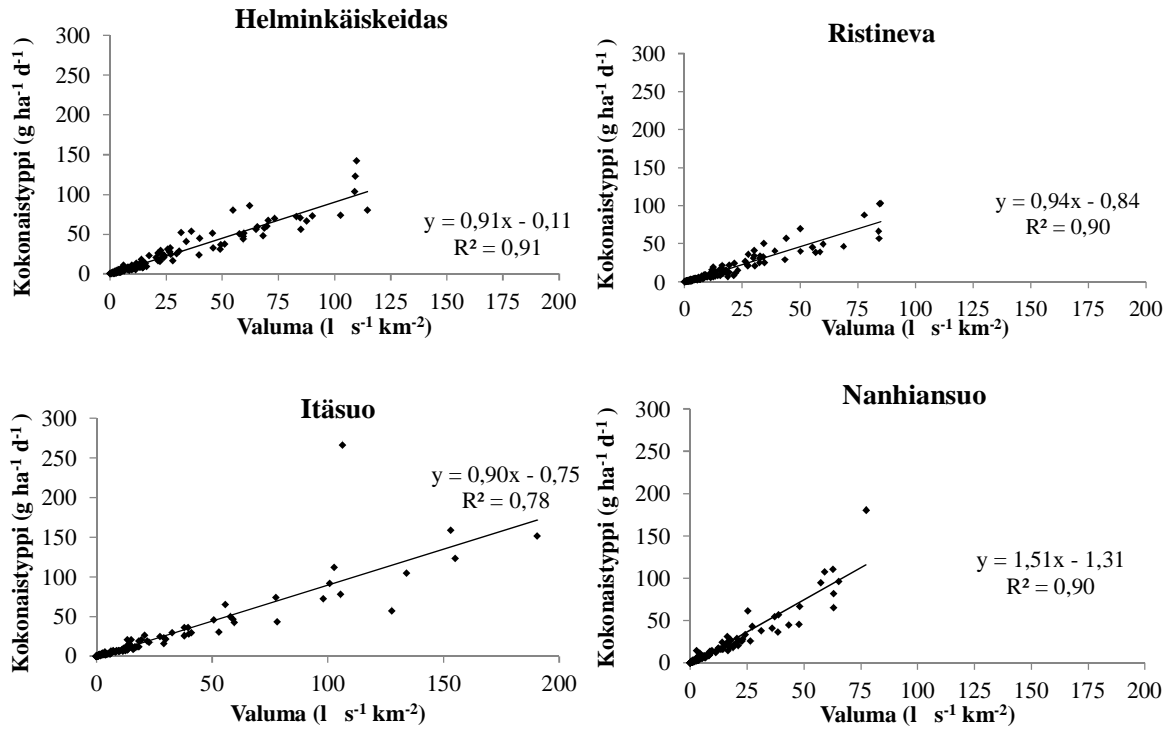 Helminkäiskeidas
Kokonaistyppi (g ha-1 d-1)
300
250
200
150
100
50
0
y = 0,91x - 0,11
R² = 0,91
0 25 50 75 100 125 150 175 200
Valuma (l s-1 km-2)
Ristineva
Kokonaistyppi (g ha-1 d-1)
300
250
200
150
100
50
0
y = 0,94x - 0,84
R² = 0,90
0 25 50 75 100 125 150 175 200
Valuma (l s-1 km-2)
Itäsuo
Kokonaistyppi (g ha-1 d-1)
300
250
200
150
100
50
0
y = 0,90x - 0,75
R² = 0,78
0 50 100 150 200
Valuma (l s-1 km-2)
Nanhiansuo
Kokonaistyppi (g ha-1 d-1)
300
250
200
150
100
50
0
y = 1,51x - 1,31
R² = 0,90
0 25 50 75 100 125 150 175 200
Valuma (l s-1 km-2)